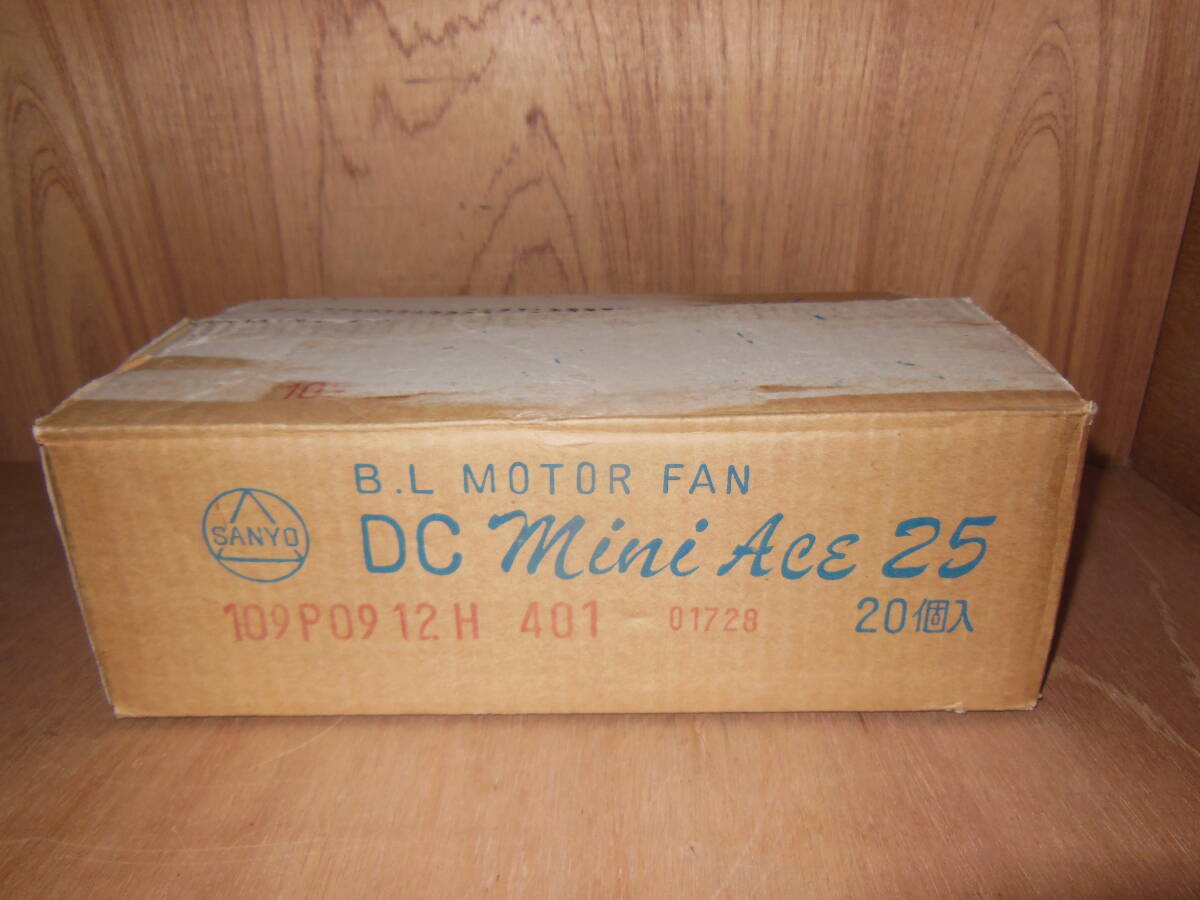 B.L MOTOR FAN
SANYO
DC Mini ACE 25
109P0912H 401 01728
20個入